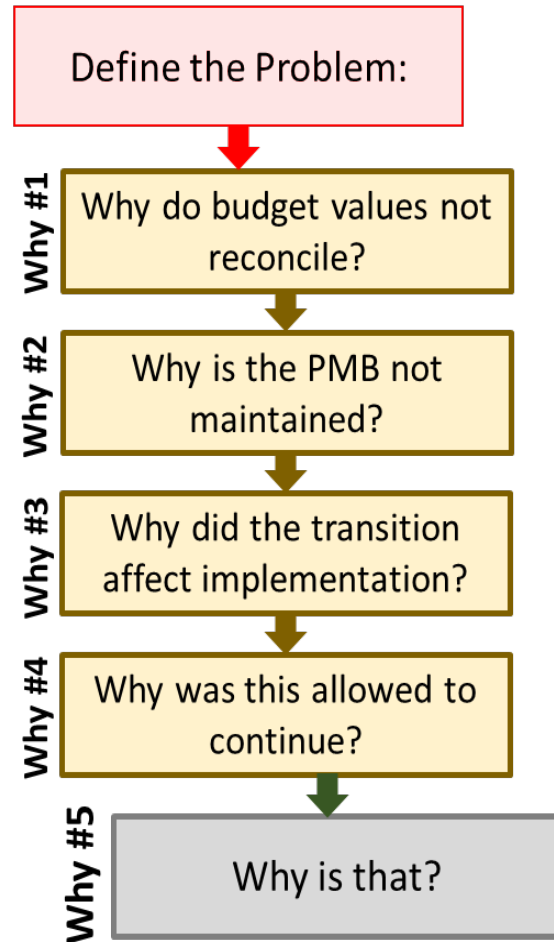 Define the Problem:
Why #1
Why do budget values not
reconcile?
Why #2
Why is the PMB not
maintained?
Why #3
Why did the transition
affect implementation?
Why #4
Why was this allowed to
continue?
Why #5
Why is that?